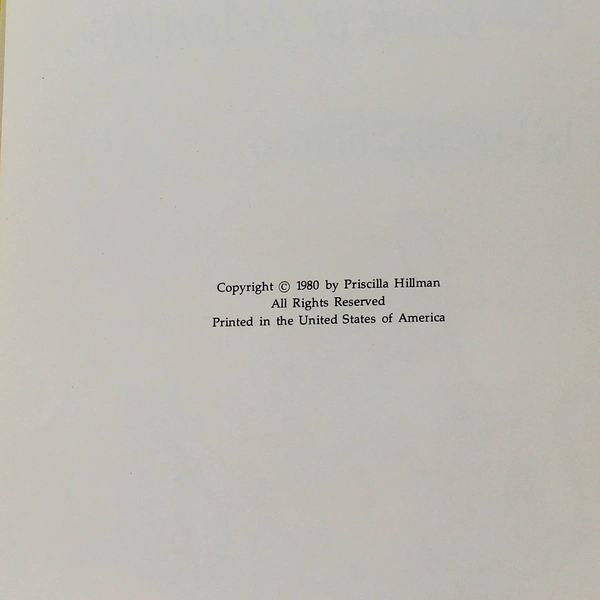 Copyright © 1980 by Priscilla Hillman
All Rights Reserved
Printed in the United States of America